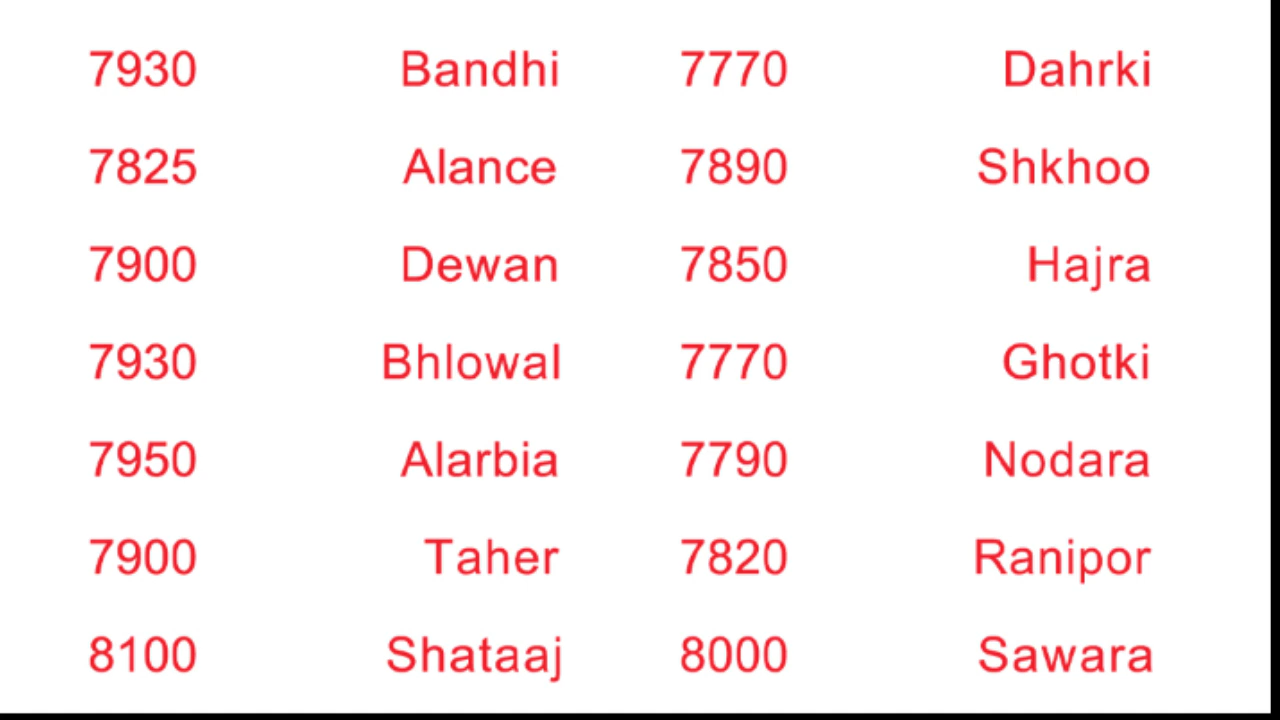 7930 Bandhi 7770 Dahrki
7825 Alance 7890 Shkhoo
7900 Dewan 7850 Hajra
7930 Bhlowal 7770 Ghotki
7950 Alarbia 7790 Nodara
7900 Taher 7820 Ranipor
8100 Shataaj 8000 Sawara